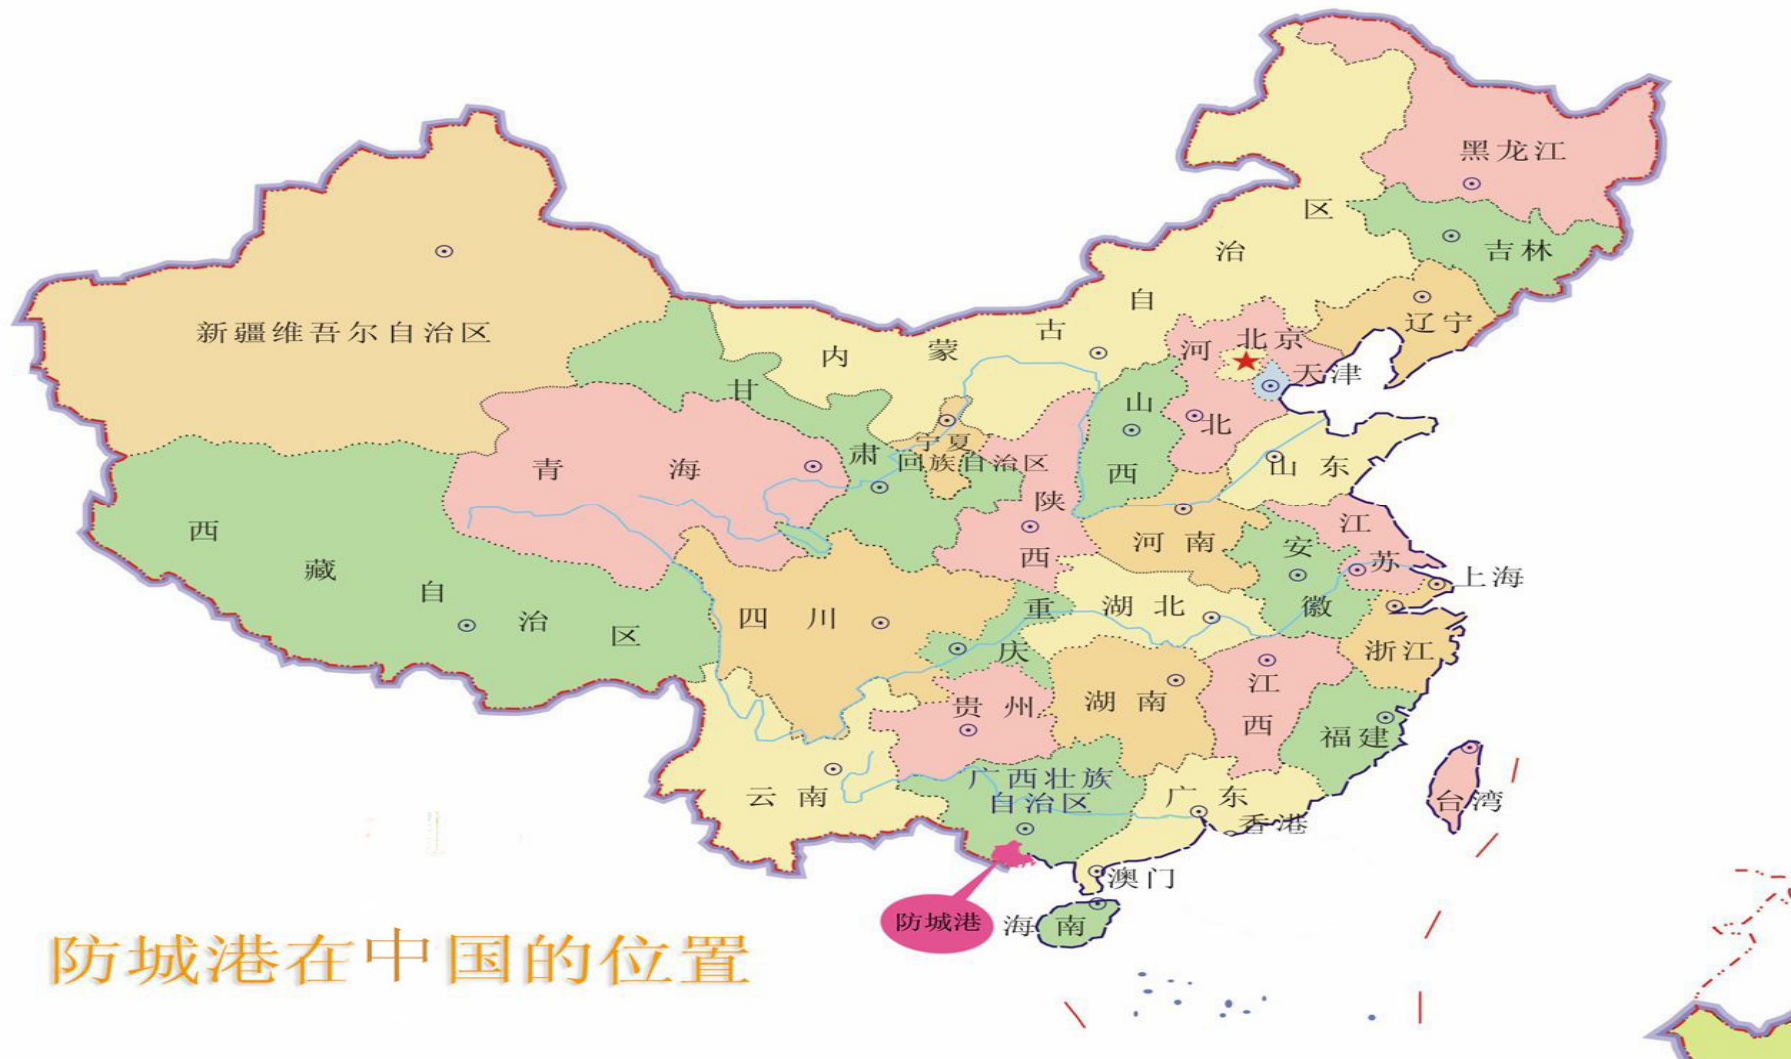 黑龙江
吉林
辽宁
内蒙古自治区
新疆维吾尔自治区
北京
天津
河北
甘肃
山西
宁夏
回族自治区
青海
山东
陕西
西藏自治区
河南
江苏
安徽
上海
四川
重庆
湖北
浙江
贵州
湖南
江西
福建
云南
广西壮族
自治区
广东
台湾
香港
澳门
防城港
海南
防城港在中国的位置